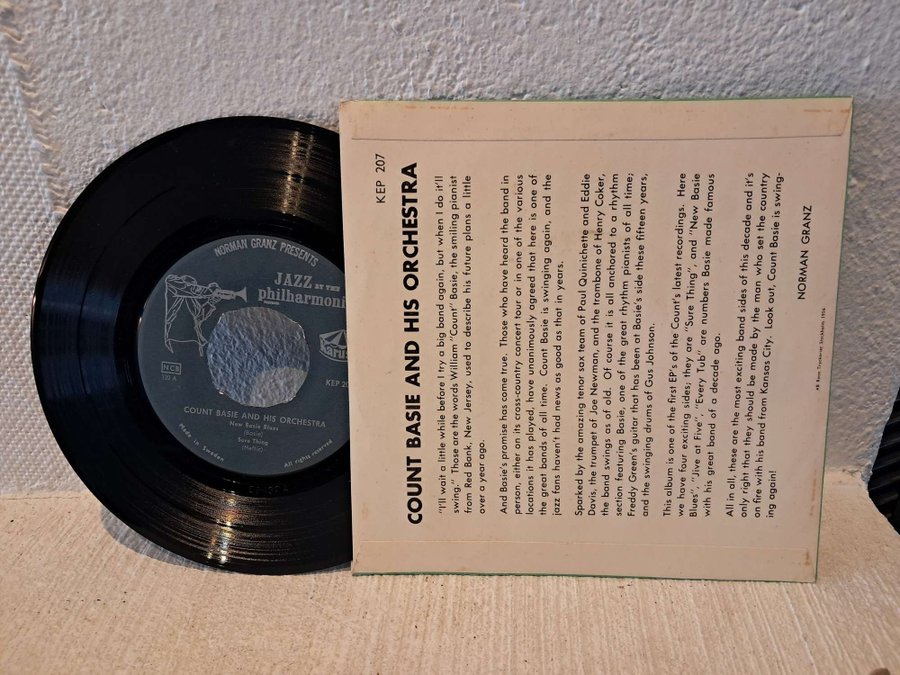 NORMAN GRANZ PRESENTS
JAZZ BY THE
philharmoni
Karus
NCB
KEP 20
COUNT BASIE AND HIS ORCHESTRA
New Basie Blues
(Basie)
Sure Thing
(Heftie)
Made in Sweden
All rights reserved
KEP 207
COUNT BASIE AND HIS ORCHESTRA
"I'll wait a little while before I try a big band again, but when I do it'll
swing." Those are the words William "Count" Basie, the smiling pianist
from Red Bank, New Jersey, used to describe his future plans a little
over a year ago.
And Basie's promise has come true. Those who have heard the band in
person, either on its cross-country concert tour or in one of the various
locations it has played, have unanimously agreed that here is one of
the great bands of all time. Count Basie is swinging again, and the
jazz fans haven't had news as good as that in years.
Sparked by the amazing tenor sax team of Paul Quinichette and Eddie
Davis, the trumpet of Joe Newman, and the trombone of Henry Coker,
the band swings as of old. Of course it is all anchored to a rhythm
section featuring Basie, one of the great rhythm pianists of all time;
Freddy Green's guitar that has been at Basie's side these fifteen years,
and the swinging drums of Gus Johnson.
This album is one of the first EP's of the Count's latest recordings. Here
we have four exciting sides; they are "Sure Thing", and "New Basie
Blues", "Jive at Five", "Every Tub" are numbers Basie made famous
with his great band of a decade ago.
All in all, these are the most exciting band sides of this decade and it's
only right that they should be made by the man who set the country
on fire with his band from Kansas City. Look out, Count Basie is swing-
ing again!
NORMAN GRANZ
AB Stockholm 1956